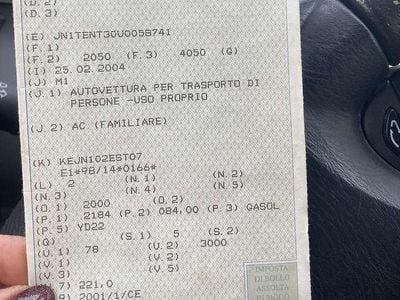 (D.2)
(D.3)
(E) JN1TENT30U0058741
(F.1)
(F.2) 2050 (F.3) 4050 (G)
(I) 25.02.2004
(J) M1
(J.1) AUTOVETTURA PER TRASPORTO DI
PERSONE -USO PROPRIO
(J.2) AC (FAMILIARE)
(K) KEJN102EST07
E1*98/14*0166*
(L) 2 (N.1) (N.2)
(N.3) (N.4) (N.5)
(O.1) 2000 (O.2)
(P.1) 2184 (P.2) 084,00 (P.3) GASOL
(P.5) YD22
(Q) (S.1) 5 (S.2)
(U.1) 78 (U.2) 3000
(V.1) (V.2)
(V.3) (V.5)
7) 221,0
9) 2001/1/CE
IMPOSTA
DI BOLLO
ASSOLTA
IN MODO